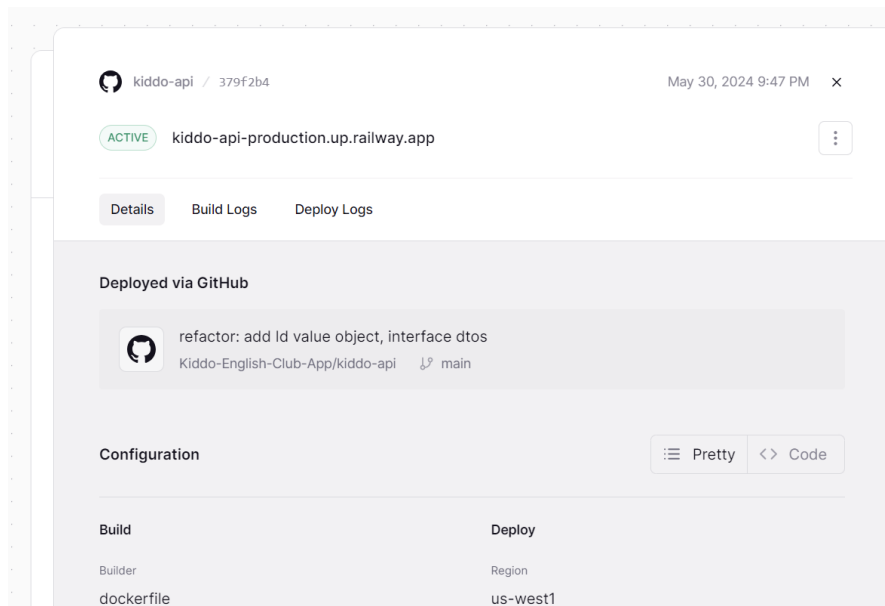 kiddo-api / 379f2b4 May 30, 2024 9:47 PM
ACTIVE kiddo-api-production.up.railway.app
Details Build Logs Deploy Logs
Deployed via GitHub
refactor: add Id value object, interface dtos
Kiddo-English-Club-App/kiddo-api main
Configuration Pretty Code
Build Deploy
Builder Region
dockerfile us-west1